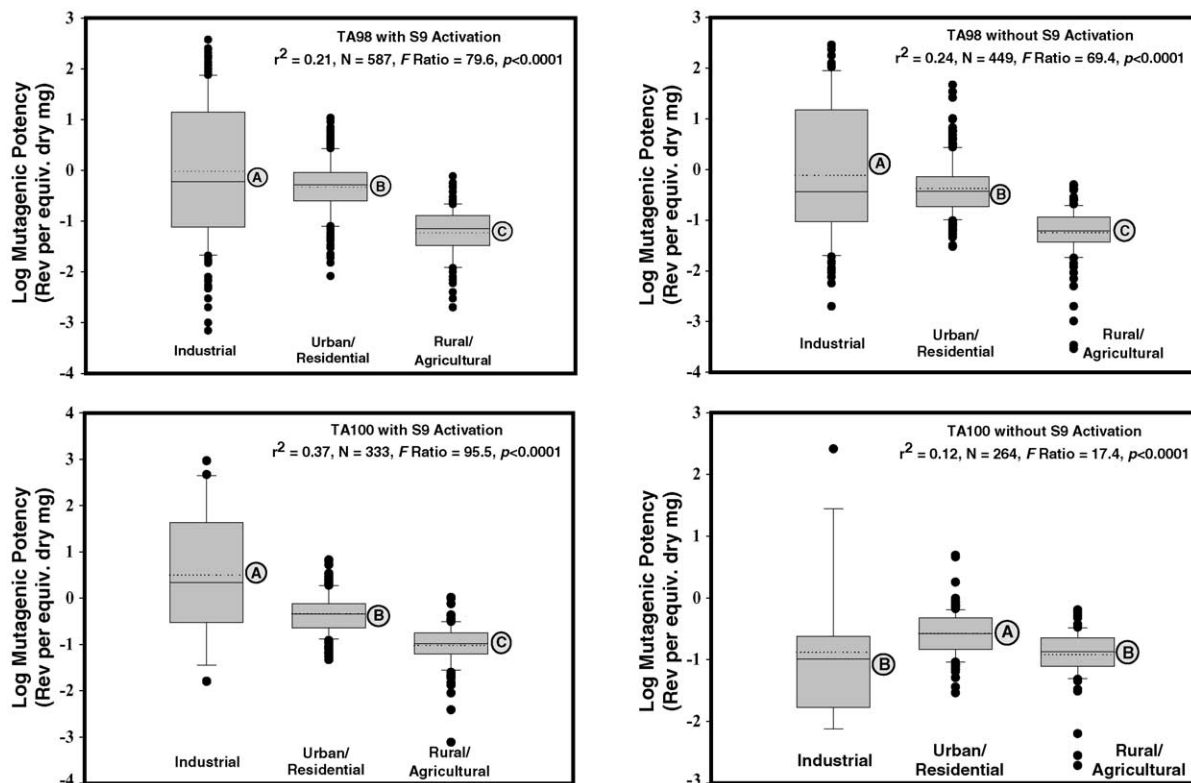 Log Mutagenic Potency
(Rev per equiv. dry mg)
3
2
1
0
-1
-2
-3
-4
TA98 with S9 Activation
r² = 0.21, N = 587, F Ratio = 79.6, p<0.0001
A
B
C
Industrial
Urban/
Residential
Rural/
Agricultural
Log Mutagenic Potency
(Rev per equiv. dry mg)
3
2
1
0
-1
-2
-3
-4
TA98 without S9 Activation
r² = 0.24, N = 449, F Ratio = 69.4, p<0.0001
A
B
C
Industrial
Urban/
Residential
Rural/
Agricultural
Log Mutagenic Potency
(Rev per equiv. dry mg)
4
3
2
1
0
-1
-2
-3
-4
TA100 with S9 Activation
r² = 0.37, N = 333, F Ratio = 95.5, p<0.0001
A
B
C
Industrial
Urban/
Residential
Rural/
Agricultural
Log Mutagenic Potency
(Rev per equiv. dry mg)
3
2
1
0
-1
-2
-3
TA100 without S9 Activation
r² = 0.12, N = 264, F Ratio = 17.4, p<0.0001
B
A
B
Industrial
Urban/
Residential
Rural/
Agricultural